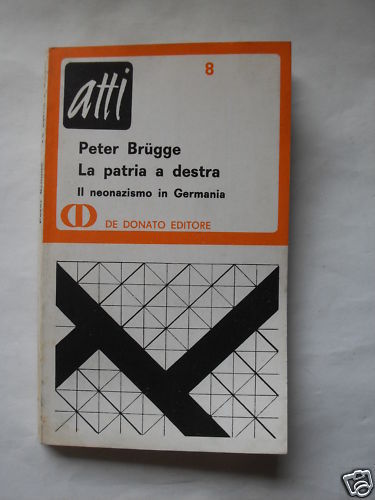 atti
8
Peter Brügge
La patria a destra
Il neonazismo in Germania
DE DONATO EDITORE